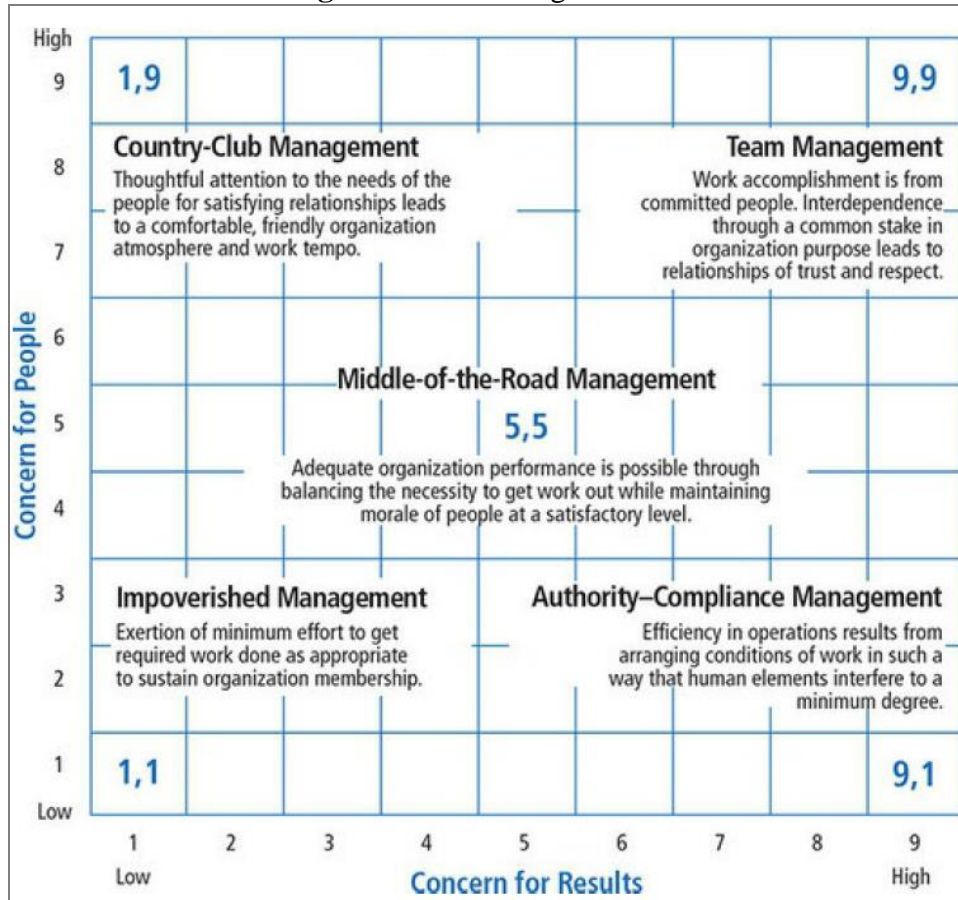 High
9
1,9
9,9
Country-Club Management
Thoughtful attention to the needs of the
people for satisfying relationships leads
to a comfortable, friendly organization
atmosphere and work tempo.
Team Management
Work accomplishment is from
committed people. Interdependence
through a common stake in
organization purpose leads to
relationships of trust and respect.
8
7
6
5
4
3
2
1
Low
Concern for People
Middle-of-the-Road Management
5,5
Adequate organization performance is possible through
balancing the necessity to get work out while maintaining
morale of people at a satisfactory level.
Impoverished Management
Exertion of minimum effort to get
required work done as appropriate
to sustain organization membership.
Authority–Compliance Management
Efficiency in operations results from
arranging conditions of work in such a
way that human elements interfere to a
minimum degree.
1,1
9,1
1 2 3 4 5 6 7 8 9
Low
High
Concern for Results